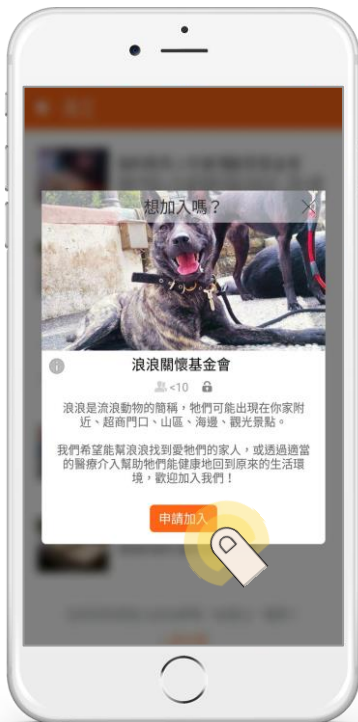 想加入嗎？
浪浪關懷基金會
<10
浪浪是流浪動物的簡稱，牠們可能出現在你家附
近、超商門口、山區、海邊、觀光景點。
我們希望能幫浪浪找到愛牠們的家人，或透過適當
的醫療介入幫助牠們能健康地回到原來的生活環
境，歡迎加入我們！
申請加入